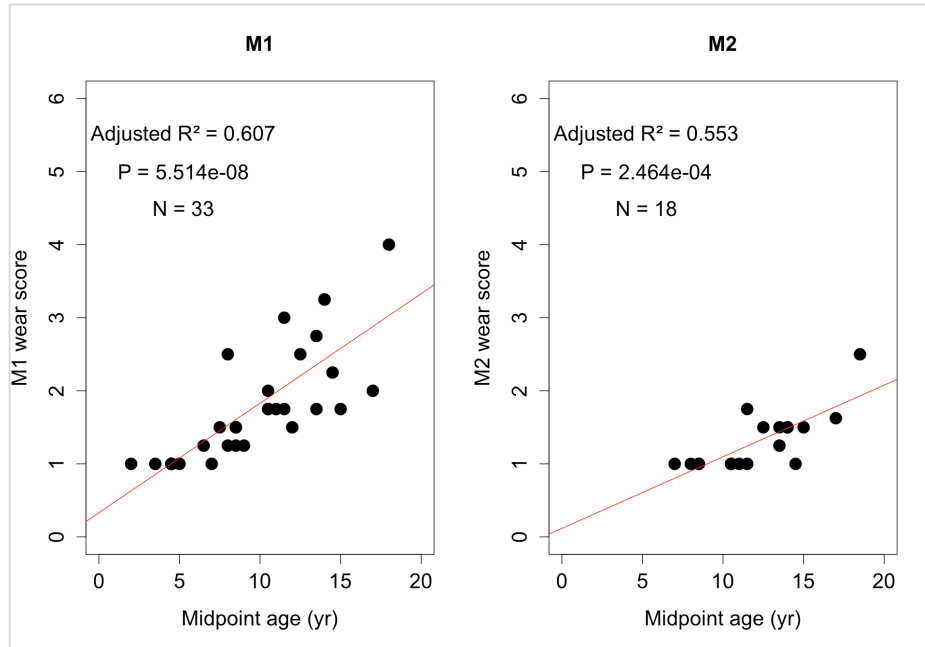 M1
Adjusted R² = 0.607
P = 5.514e-08
N = 33
M1 wear score
6
5
4
3
2
1
0
0 5 10 15 20
Midpoint age (yr)
M2
Adjusted R² = 0.553
P = 2.464e-04
N = 18
M2 wear score
6
5
4
3
2
1
0
0 5 10 15 20
Midpoint age (yr)